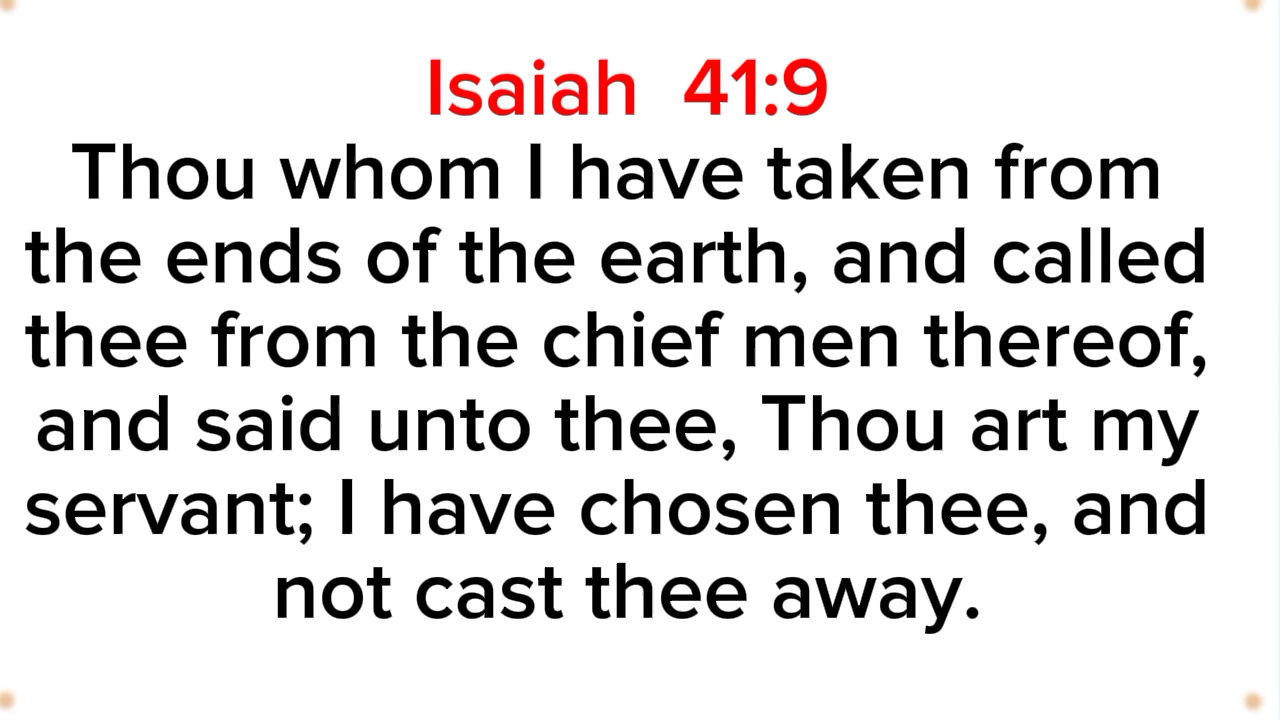 Isaiah 41:9
Thou whom I have taken from
the ends of the earth, and called
thee from the chief men thereof,
and said unto thee, Thou art my
servant; I have chosen thee, and
not cast thee away.